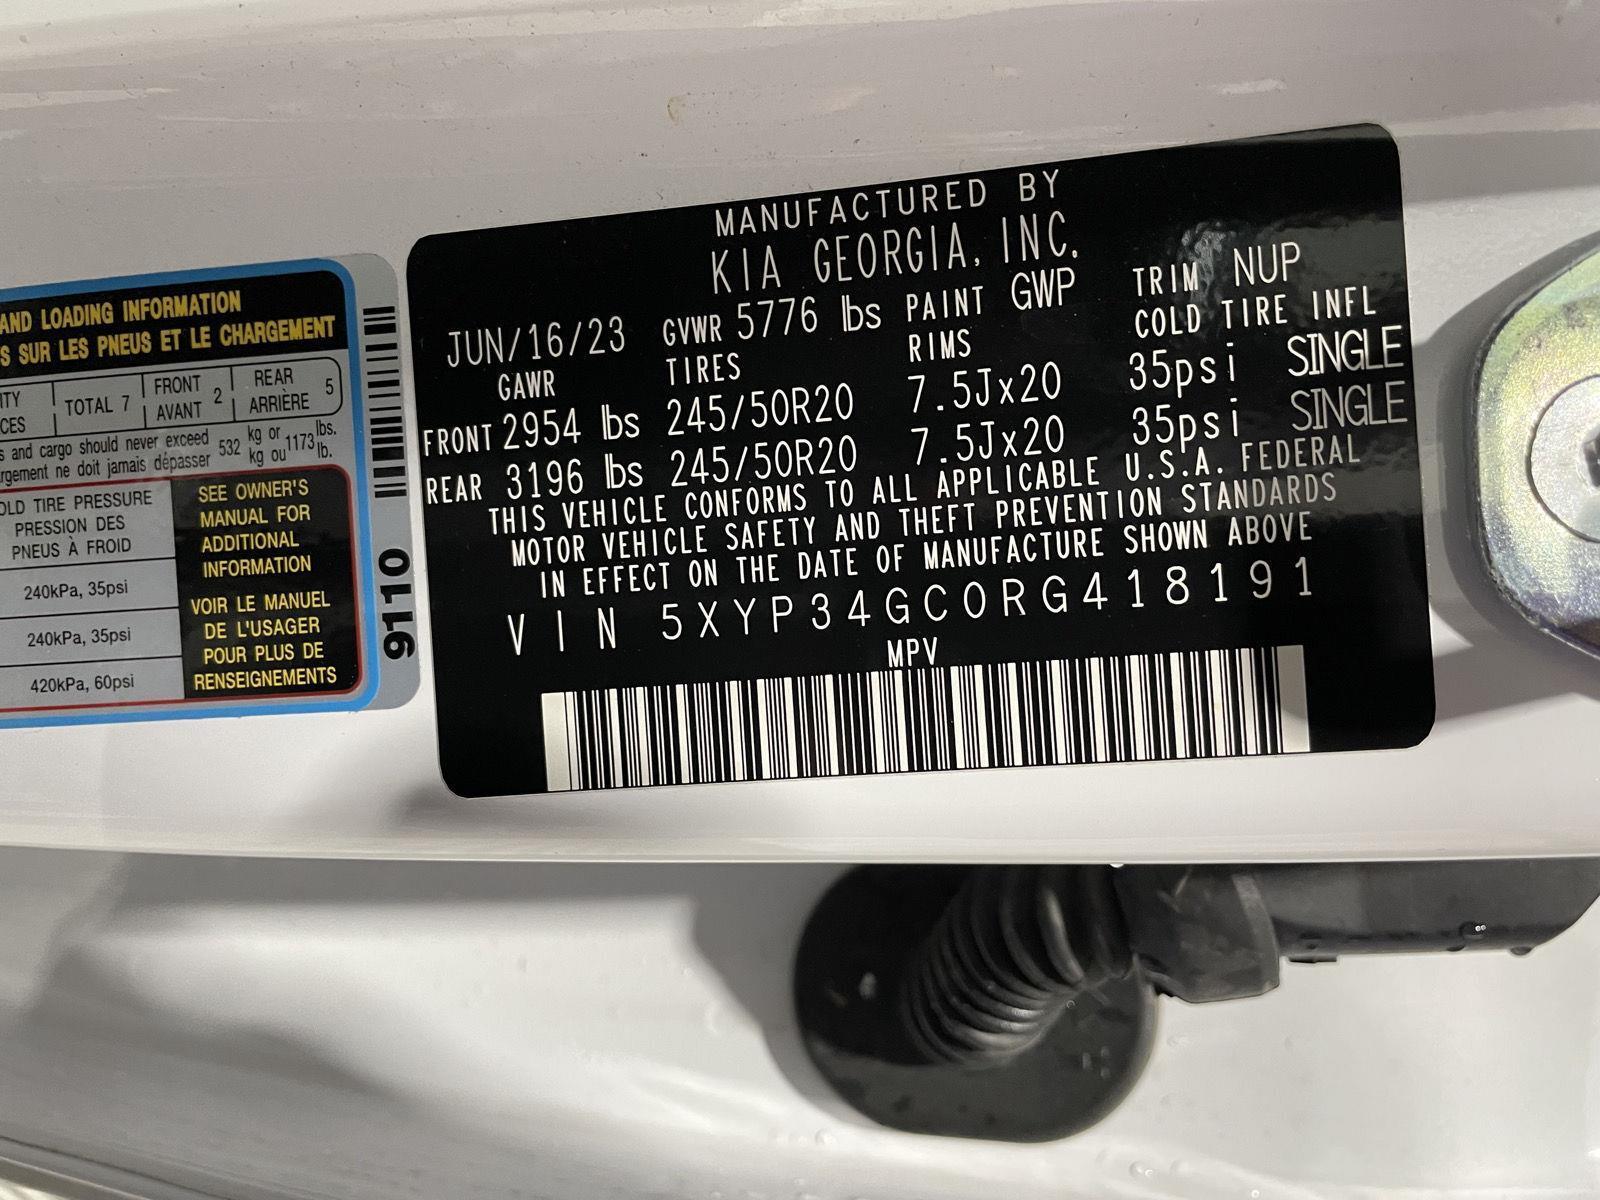 AND LOADING INFORMATION
S SUR LES PNEUS ET LE CHARGEMENT
ITY
CES
TOTAL 7
FRONT
AVANT 2
REAR
ARRIÈRE 5
s and cargo should never exceed 532 kg or 1173 lbs.
rgement ne doit jamais dépasser kg ou lb.
OLD TIRE PRESSURE
PRESSION DES
PNEUS À FROID
240kPa, 35psi
240kPa, 35psi
420kPa, 60psi
SEE OWNER'S
MANUAL FOR
ADDITIONAL
INFORMATION
VOIR LE MANUEL
DE L'USAGER
POUR PLUS DE
RENSEIGNEMENTS
9110
MANUFACTURED BY
KIA GEORGIA, INC.
JUN/16/23 GVWR 5776 lbs PAINT GWP TRIM NUP
GAWR TIRES RIMS COLD TIRE INFL
FRONT 2954 lbs 245/50R20 7.5Jx20 35psi SINGLE
REAR 3196 lbs 245/50R20 7.5Jx20 35psi SINGLE
THIS VEHICLE CONFORMS TO ALL APPLICABLE U.S.A. FEDERAL
MOTOR VEHICLE SAFETY AND THEFT PREVENTION STANDARDS
IN EFFECT ON THE DATE OF MANUFACTURE SHOWN ABOVE
VIN 5XYP34GC0RG418191
MPV